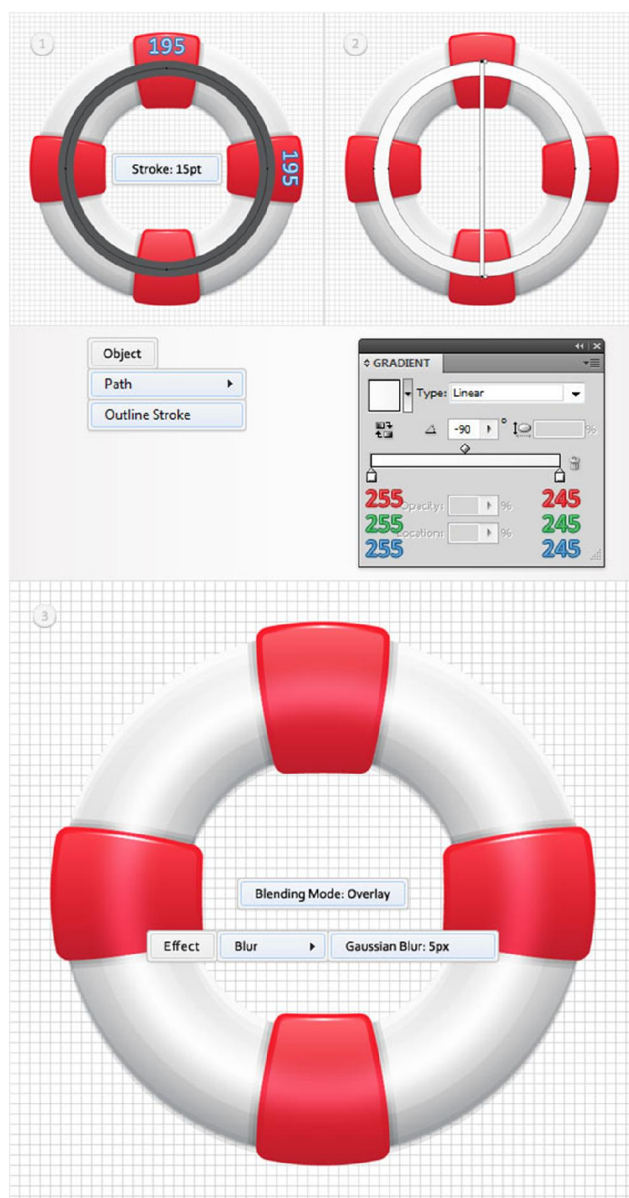 1
195
195
Stroke: 15pt
2
Object
Path
Outline Stroke
GRADIENT
Type: Linear
-90 °
%
255 Opacity: % 245
255 Location: % 245
255 245
3
Blending Mode: Overlay
Effect Blur Gaussian Blur: 5px